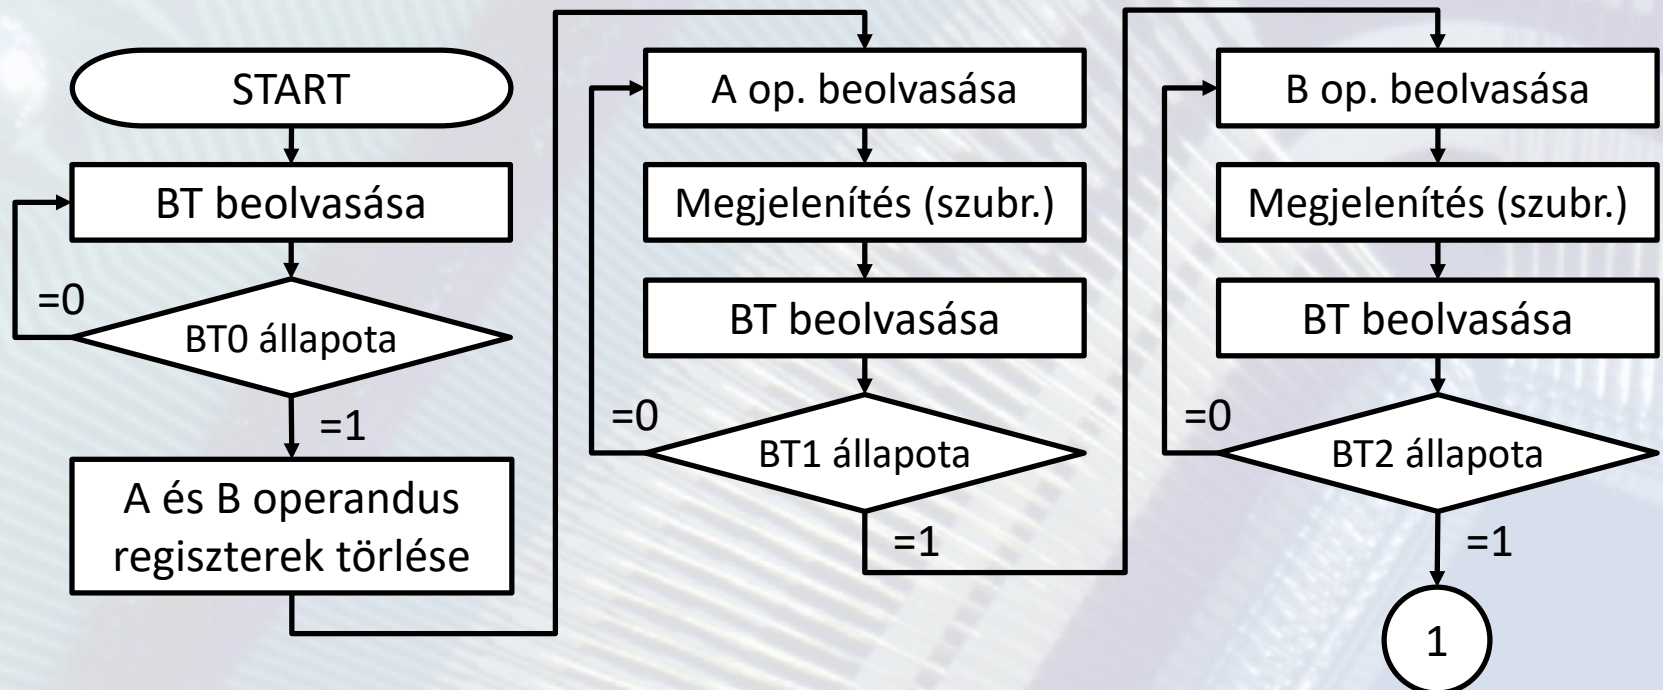 START
BT beolvasása
=0
BT0 állapota
=1
A és B operandus
regiszterek törlése
A op. beolvasása
Megjelenítés (szubr.)
BT beolvasása
=0
BT1 állapota
=1
B op. beolvasása
Megjelenítés (szubr.)
BT beolvasása
=0
BT2 állapota
=1
1